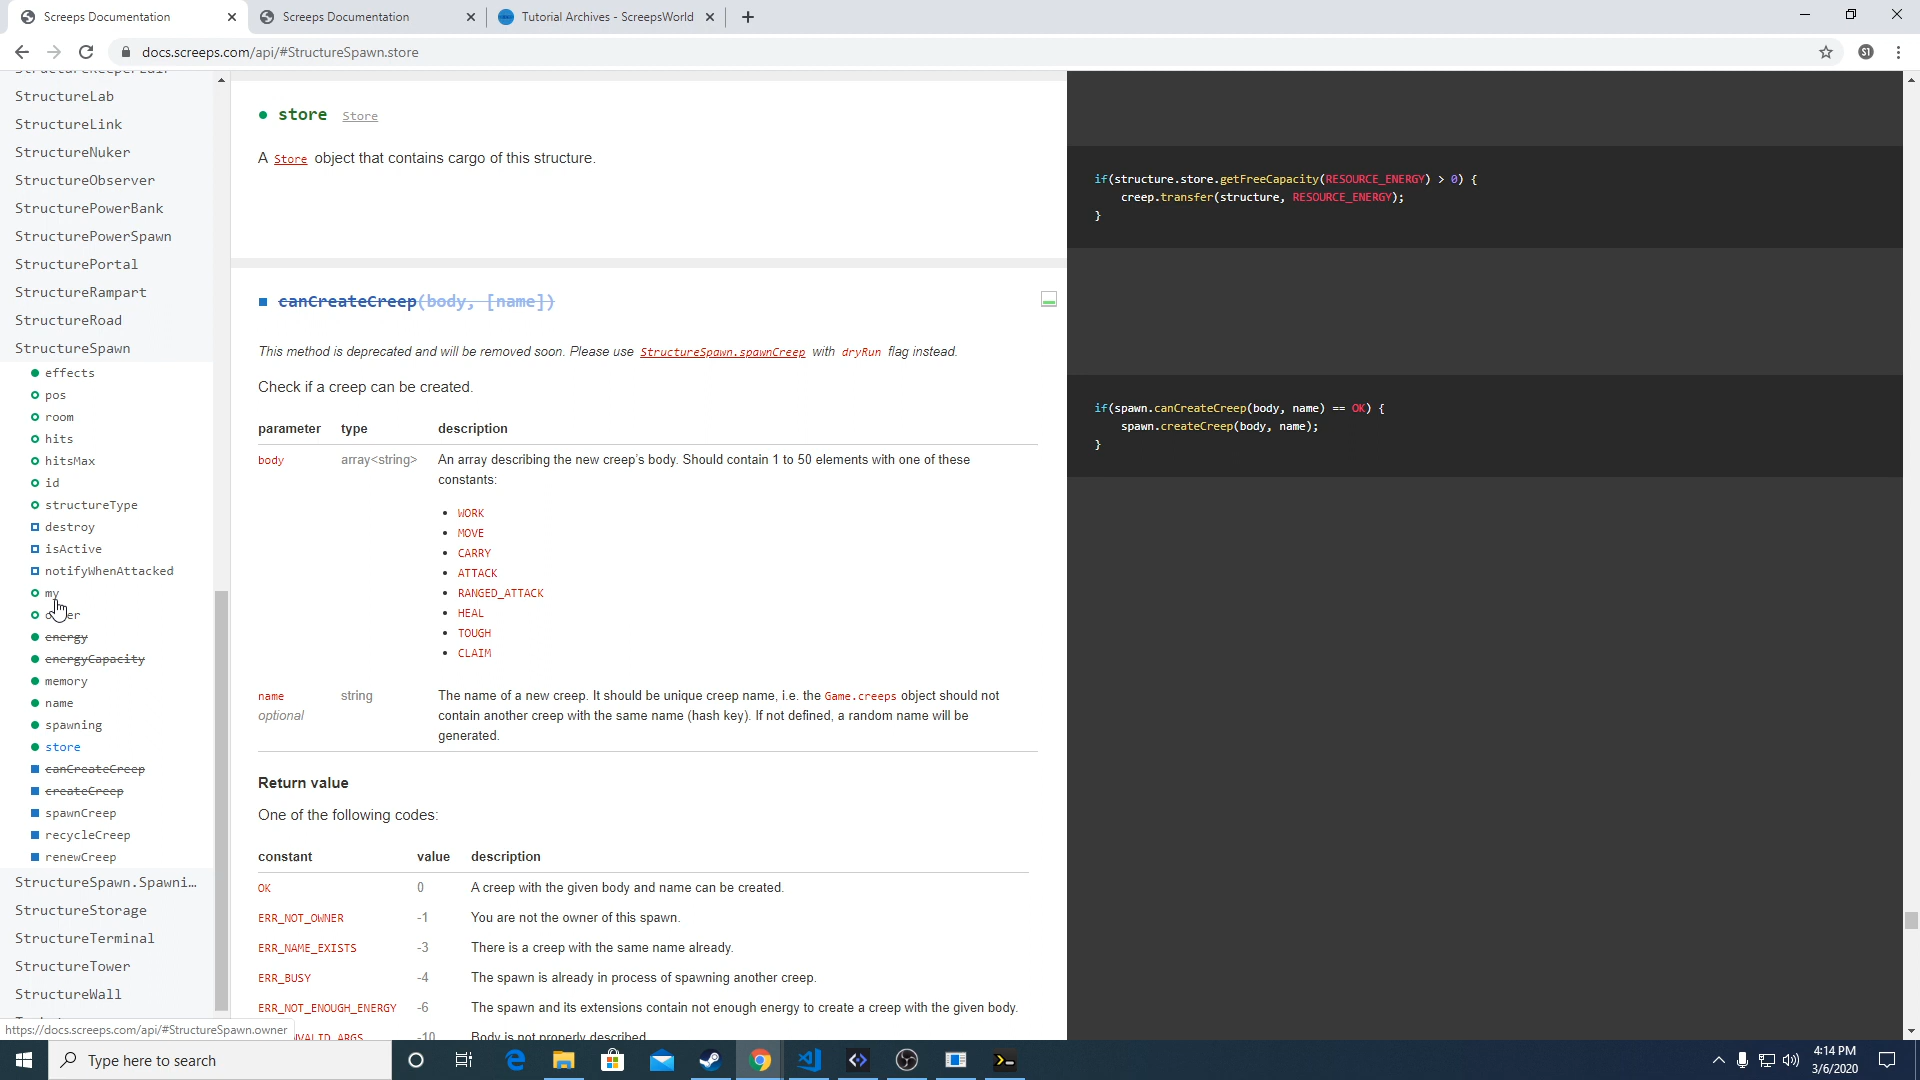 Screeps Documentation
Screeps Documentation
Tutorial Archives - ScreepsWorld
docs.screeps.com/api/#StructureSpawn.store
S1
StructureKeeperLair
StructureLab
StructureLink
StructureNuker
StructureObserver
StructurePowerBank
StructurePowerSpawn
StructurePortal
StructureRampart
StructureRoad
StructureSpawn
effects
pos
room
hits
hitsMax
id
structureType
destroy
isActive
notifyWhenAttacked
my
owner
energy
energyCapacity
memory
name
spawning
store
canCreateCreep
createCreep
spawnCreep
recycleCreep
renewCreep
StructureSpawn.Spawni...
StructureStorage
StructureTerminal
StructureTower
StructureWall
https://docs.screeps.com/api/#StructureSpawn.owner
store Store
A Store object that contains cargo of this structure.
canCreateCreep(body, [name])
This method is deprecated and will be removed soon. Please use StructureSpawn.spawnCreep with dryRun flag instead.
Check if a creep can be created.
parameter type description
body array<string> An array describing the new creep's body. Should contain 1 to 50 elements with one of these
constants:
WORK
MOVE
CARRY
ATTACK
RANGED_ATTACK
HEAL
TOUGH
CLAIM
name string The name of a new creep. It should be unique creep name, i.e. the Game.creeps object should not
optional contain another creep with the same name (hash key). If not defined, a random name will be
generated.
Return value
One of the following codes:
constant value description
OK 0 A creep with the given body and name can be created.
ERR_NOT_OWNER -1 You are not the owner of this spawn.
ERR_NAME_EXISTS -3 There is a creep with the same name already.
ERR_BUSY -4 The spawn is already in process of spawning another creep.
ERR_NOT_ENOUGH_ENERGY -6 The spawn and its extensions contain not enough energy to create a creep with the given body.
VALID_ARGS -10 Body is not properly described.
if(structure.store.getFreeCapacity(RESOURCE_ENERGY) > 0) {
creep.transfer(structure, RESOURCE_ENERGY);
}
if(spawn.canCreateCreep(body, name) == OK) {
spawn.createCreep(body, name);
}
Type here to search
4:14 PM
3/6/2020